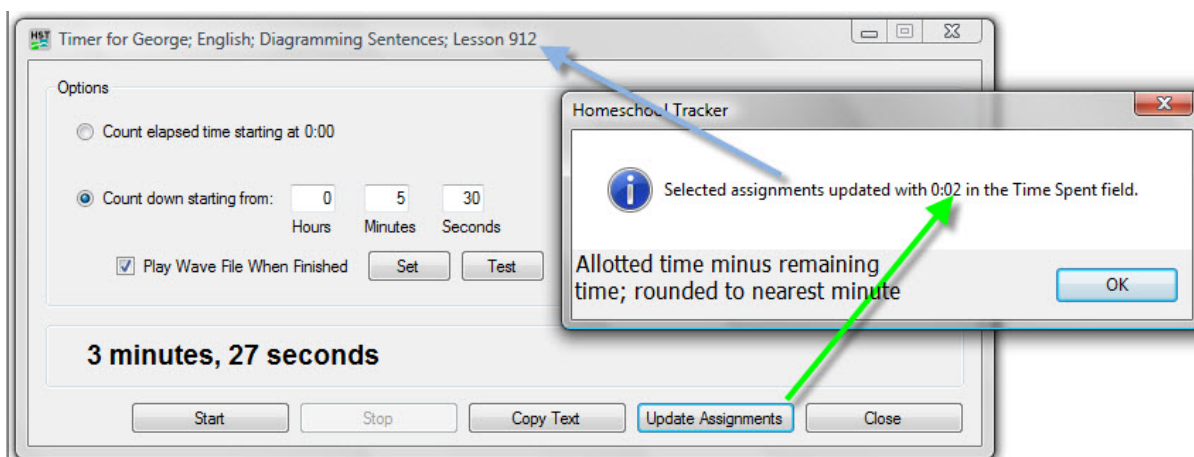 HST Timer for George; English; Diagramming Sentences; Lesson 912
Options
Count elapsed time starting at 0:00
Count down starting from: 0 5 30
Hours Minutes Seconds
Play Wave File When Finished Set Test
3 minutes, 27 seconds
Start Stop Copy Text Update Assignments Close
Homeschool Tracker
Selected assignments updated with 0:02 in the Time Spent field.
Allotted time minus remaining
time; rounded to nearest minute
OK